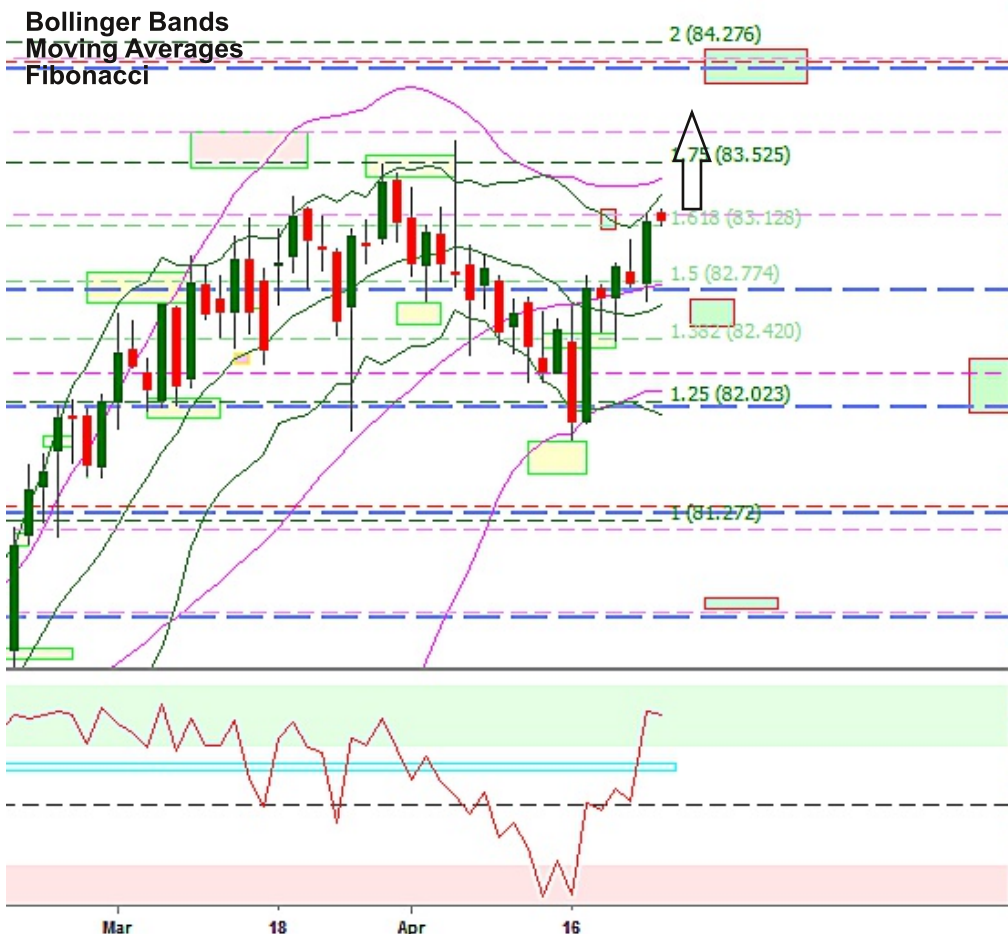 Bollinger Bands
Moving Averages
Fibonacci
2 (84.276)
1.75 (83.525)
1.618 (83.128)
1.5 (82.774)
1.382 (82.420)
1.25 (82.023)
1 (81.272)
Mar 18 Apr 16